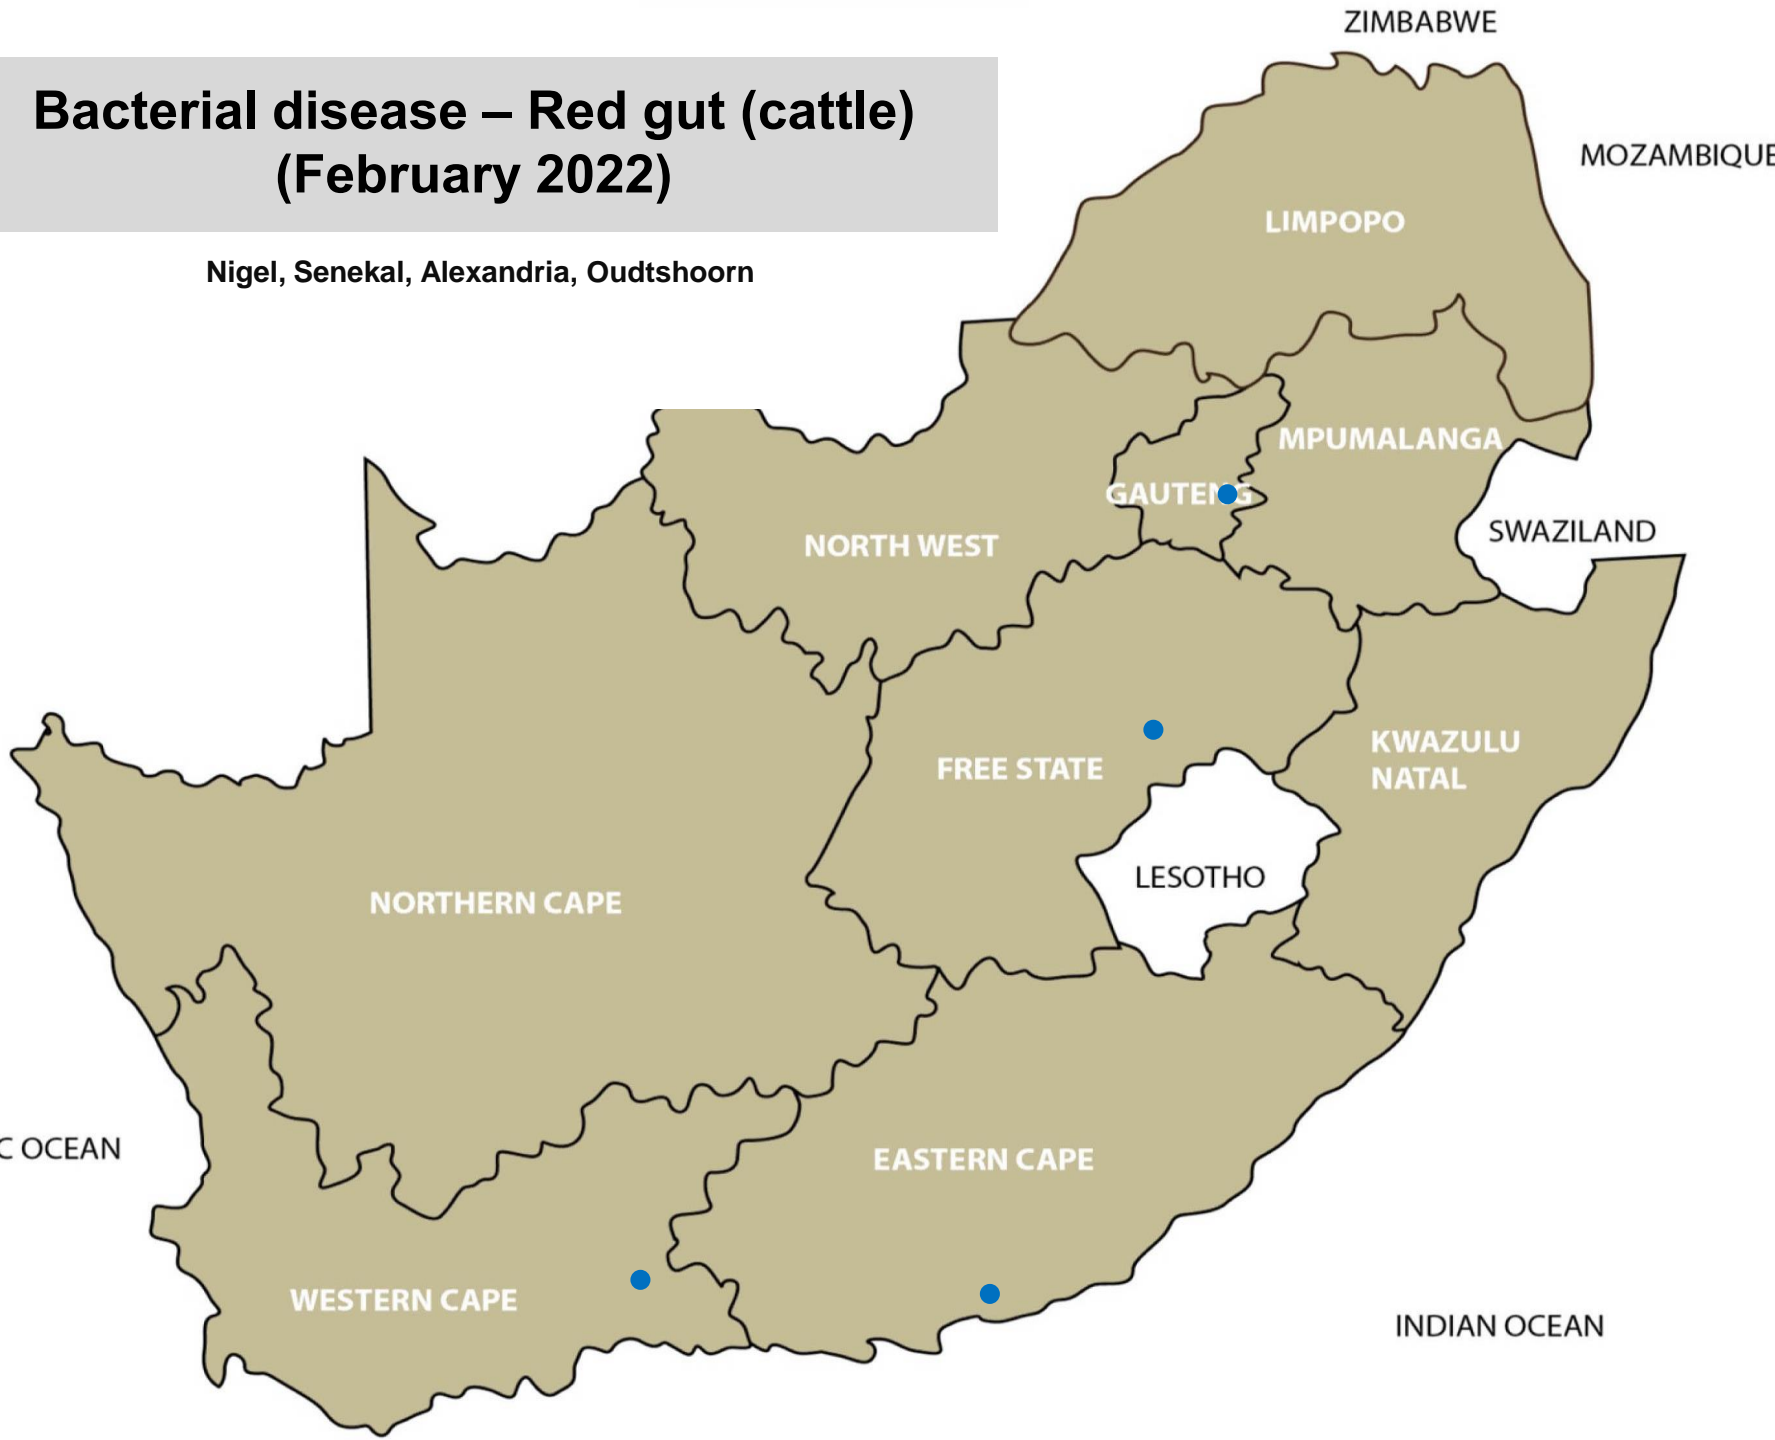 Bacterial disease – Red gut (cattle)
(February 2022)
Nigel, Senekal, Alexandria, Oudtshoorn
ZIMBABWE
MOZAMBIQUE
LIMPOPO
MPUMALANGA
GAUTENG
SWAZILAND
NORTH WEST
KWAZULU
NATAL
FREE STATE
LESOTHO
NORTHERN CAPE
C OCEAN
EASTERN CAPE
WESTERN CAPE
INDIAN OCEAN